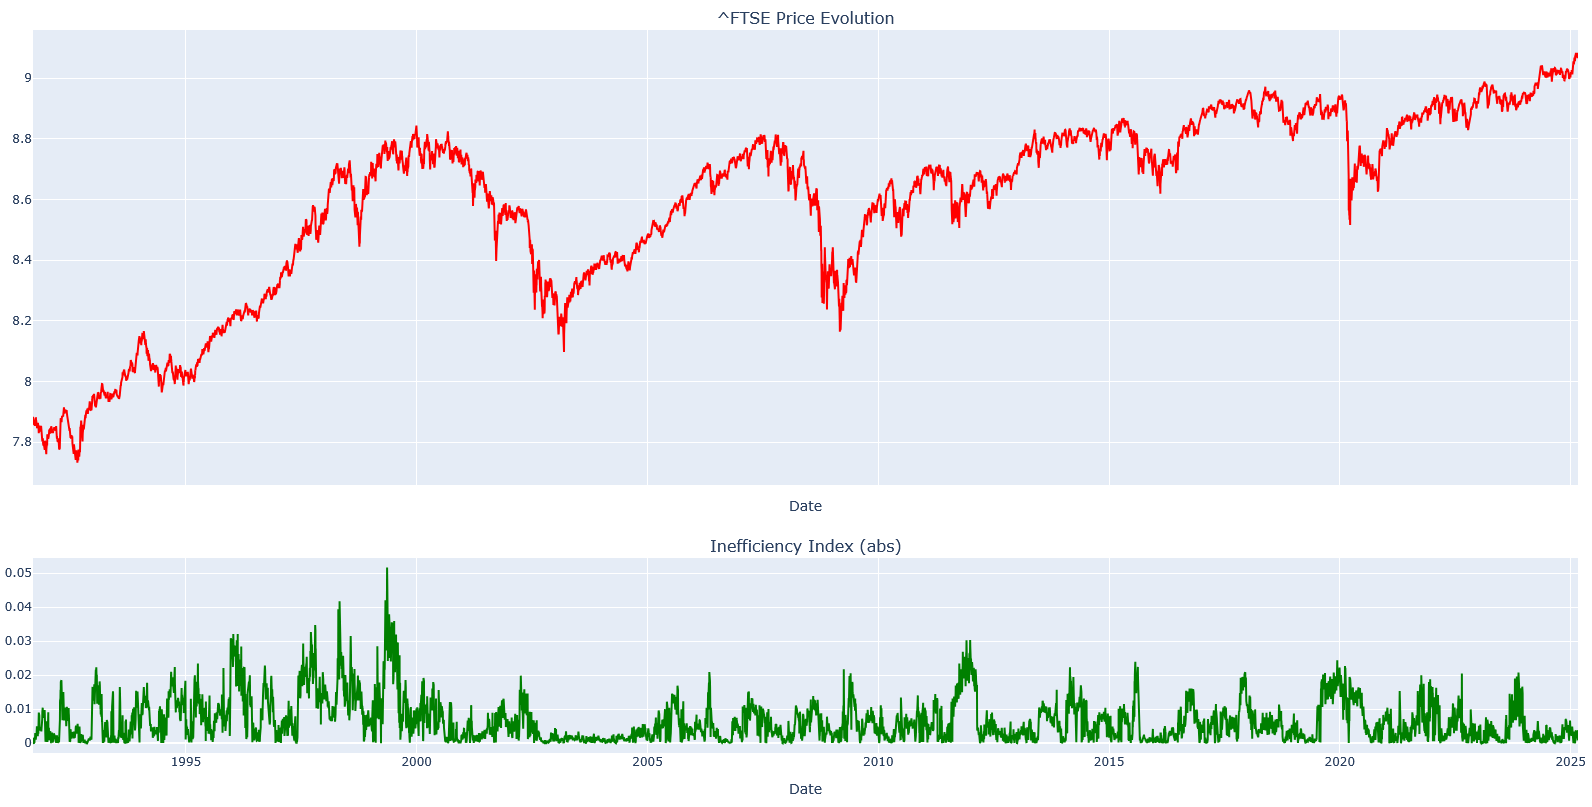 ^FTSE Price Evolution
9
8.8
8.6
8.4
8.2
8
7.8
Date
Inefficiency Index (abs)
0.05
0.04
0.03
0.02
0.01
0
1995 2000 2005 2010 2015 2020 2025
Date